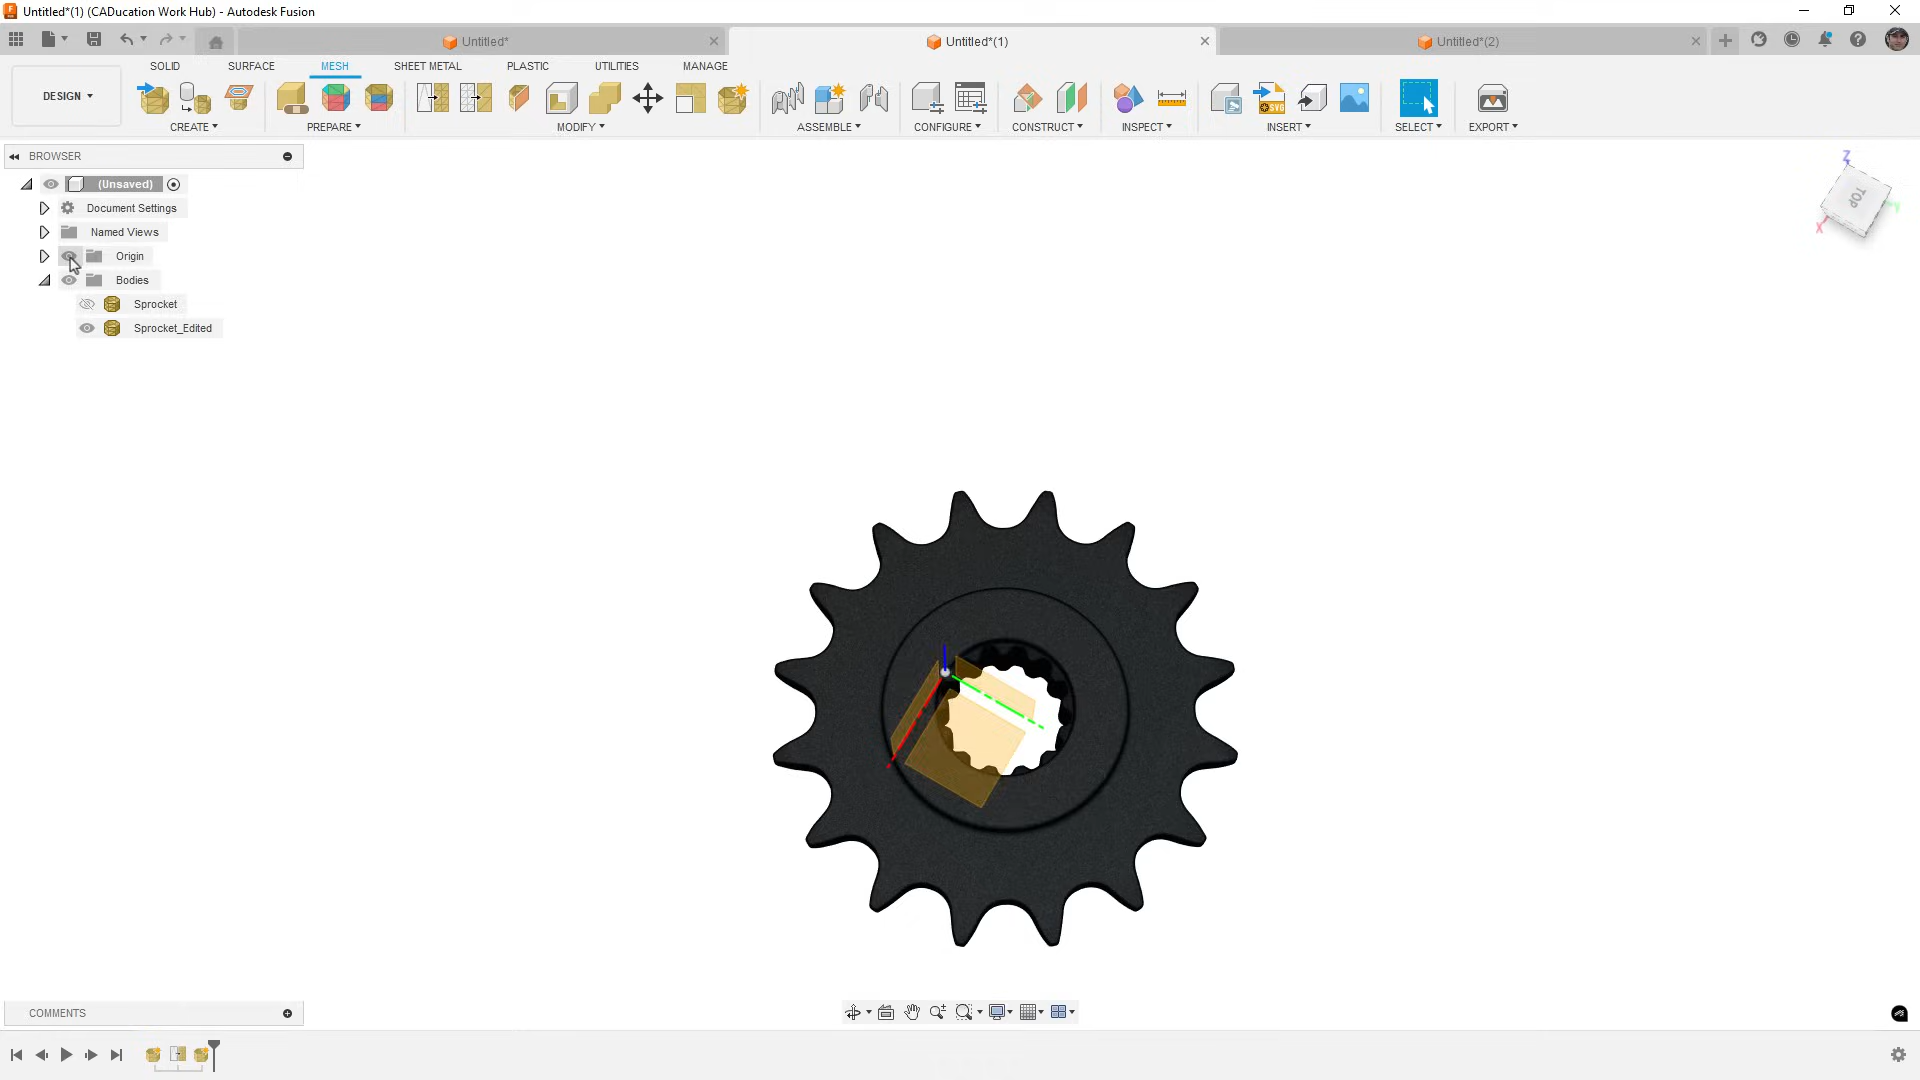 Untitled*(1) (CADucation Work Hub) - Autodesk Fusion
Untitled*
Untitled*(1)
Untitled*(2)
SOLID
SURFACE
MESH
SHEET METAL
PLASTIC
UTILITIES
MANAGE
DESIGN
CREATE
PREPARE
MODIFY
ASSEMBLE
CONFIGURE
CONSTRUCT
INSPECT
INSERT
SELECT
EXPORT
BROWSER
(Unsaved)
Document Settings
Named Views
Origin
Bodies
Sprocket
Sprocket_Edited
Z
TOP
X
Y
COMMENTS